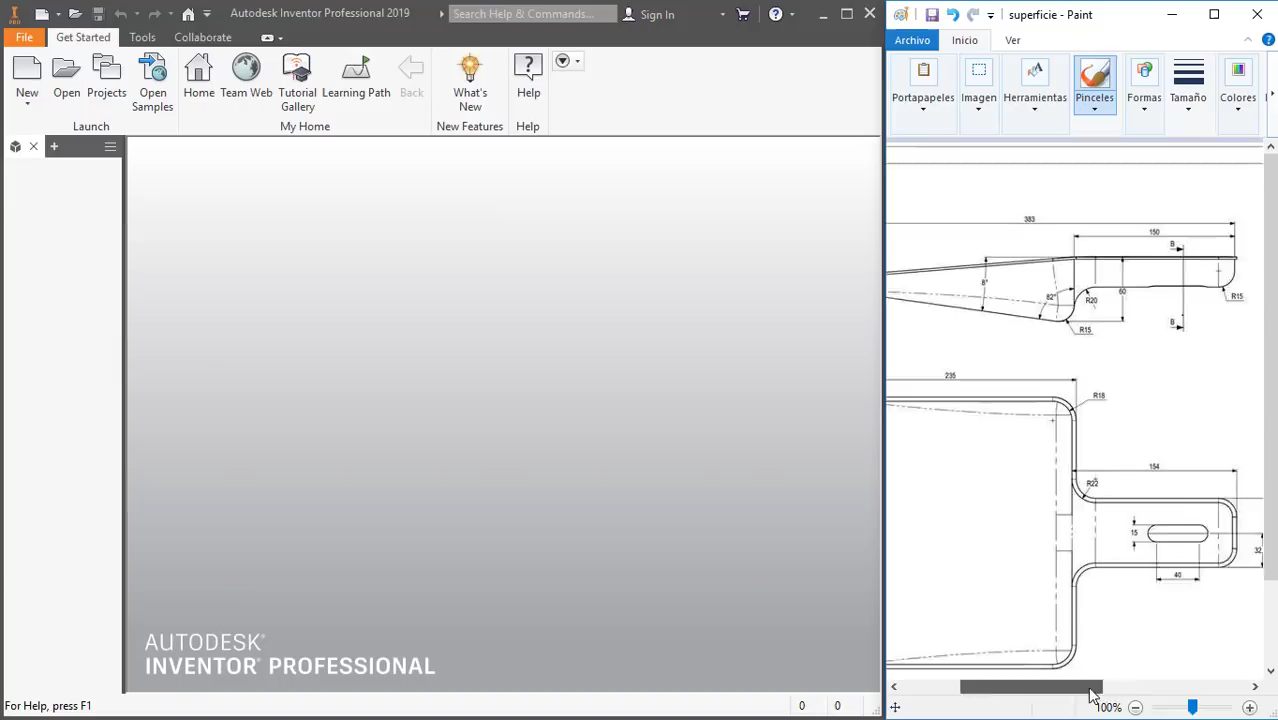 Autodesk Inventor Professional 2019
Search Help & Commands...
Sign In
superficie - Paint
File
Get Started
Tools
Collaborate
Archivo
Inicio
Ver
New
Open
Projects
Open Samples
Home
Team Web
Tutorial Gallery
Learning Path
Back
What's New
Help
Launch
My Home
New Features
Help
Portapapeles
Imagen
Herramientas
Pinceles
Formas
Tamaño
Colores
383
150
B
8°
82°
R20
60
R15
B
R15
235
R18
154
R22
15
32
40
AUTODESK®
INVENTOR® PROFESSIONAL
For Help, press F1
0
0
100%